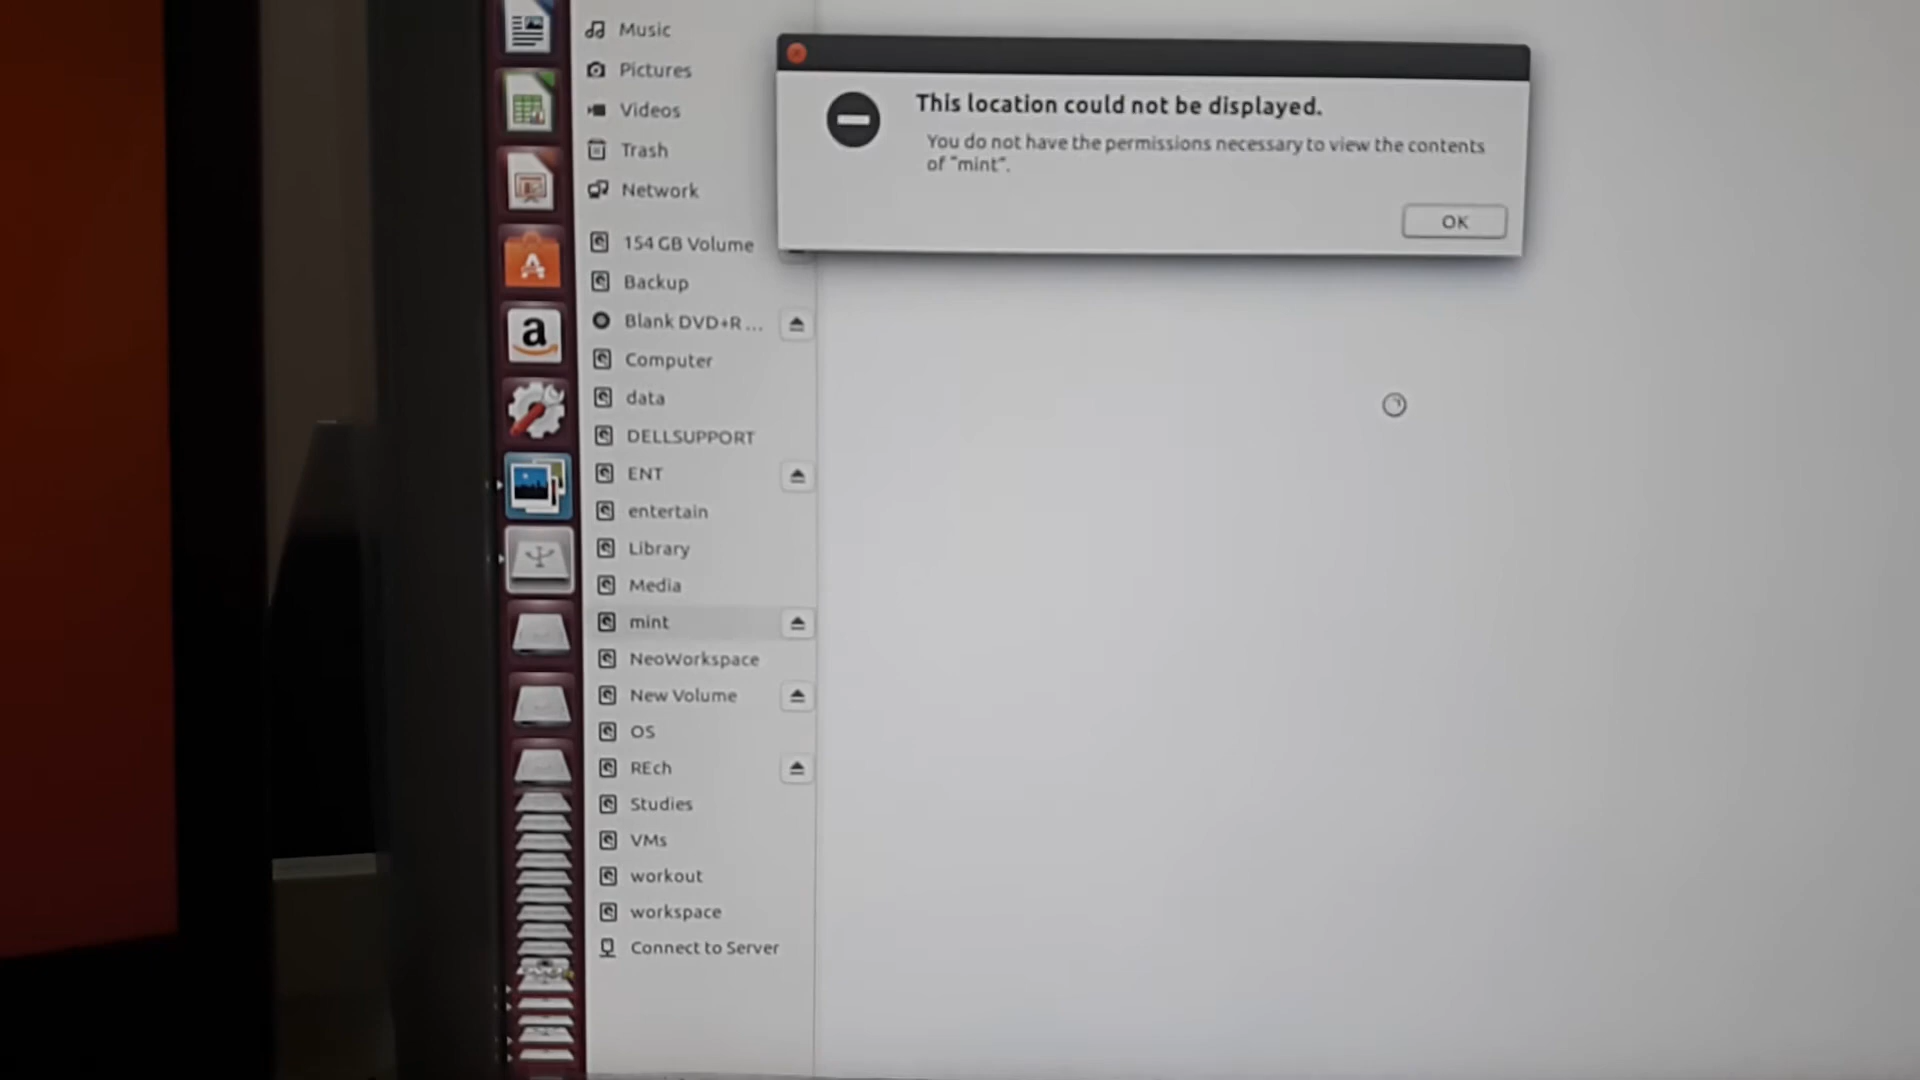 Music
Pictures
Videos
Trash
Network
154 GB Volume
Backup
Blank DVD+R ...
Computer
data
DELLSUPPORT
ENT
entertain
Library
Media
mint
NeoWorkspace
New Volume
OS
REch
Studies
VMs
workout
workspace
Connect to Server
This location could not be displayed.
You do not have the permissions necessary to view the contents
of "mint".
OK
a